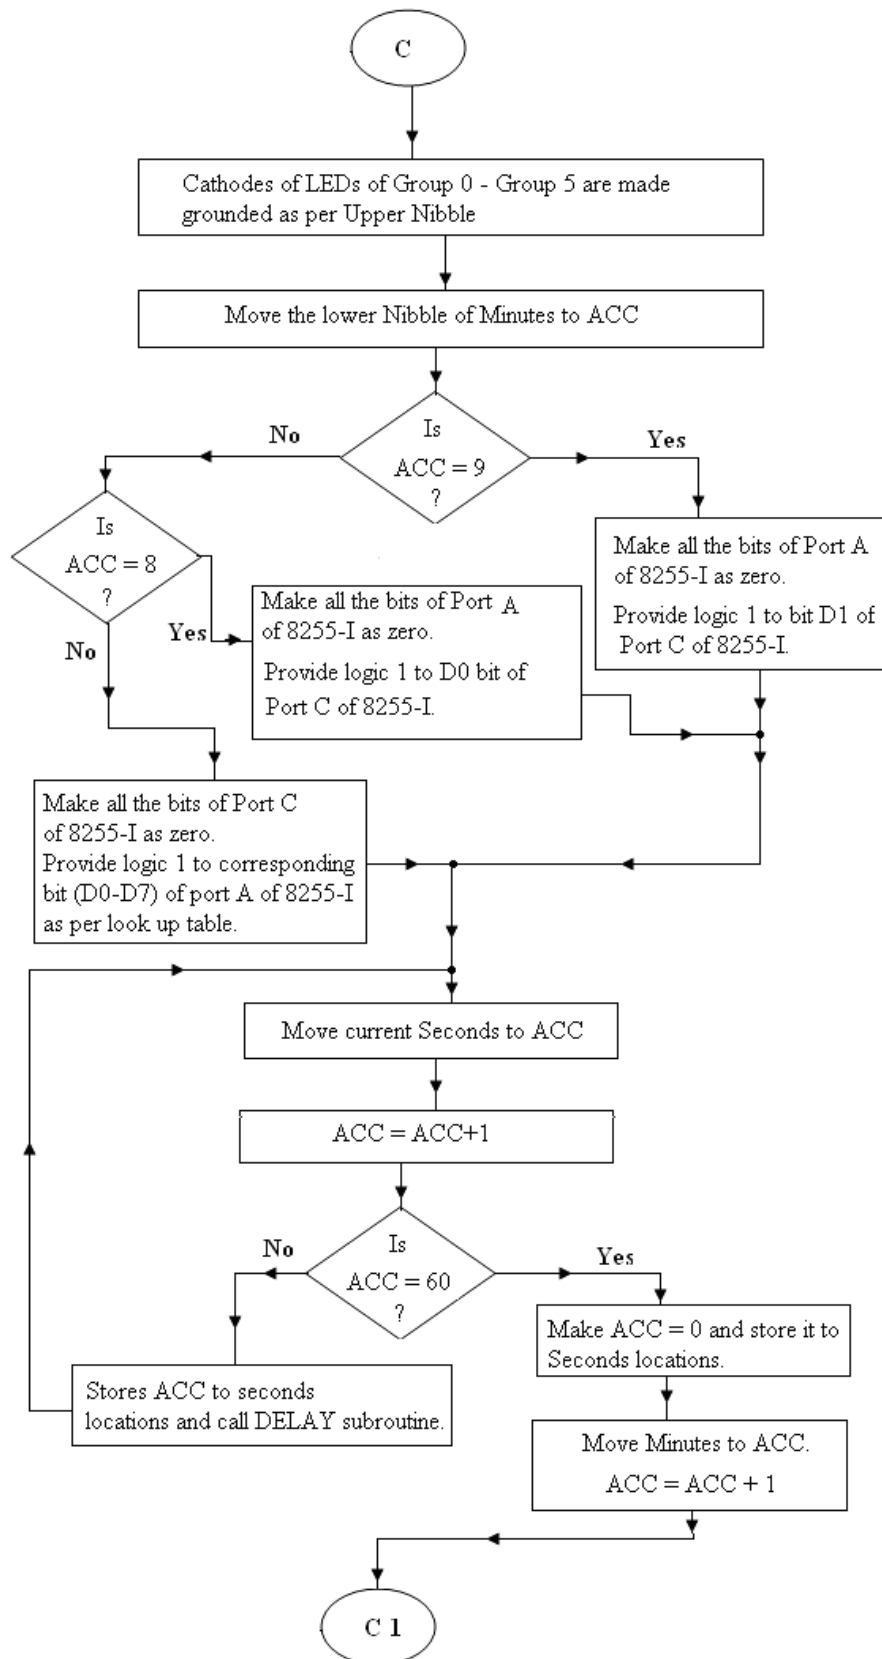 C
Cathodes of LEDs of Group 0 - Group 5 are made
grounded as per Upper Nibble
Move the lower Nibble of Minutes to ACC
Is
ACC = 9
?
No
Yes
Is
ACC = 8
?
Yes
No
Make all the bits of Port A
of 8255-I as zero.
Provide logic 1 to D0 bit of
Port C of 8255-I.
Make all the bits of Port A
of 8255-I as zero.
Provide logic 1 to bit D1 of
Port C of 8255-I.
Make all the bits of Port C
of 8255-I as zero.
Provide logic 1 to corresponding
bit (D0-D7) of port A of 8255-I
as per look up table.
Move current Seconds to ACC
ACC = ACC+1
Is
ACC = 60
?
No
Yes
Stores ACC to seconds
locations and call DELAY subroutine.
Make ACC = 0 and store it to
Seconds locations.
Move Minutes to ACC.
ACC = ACC + 1
C 1